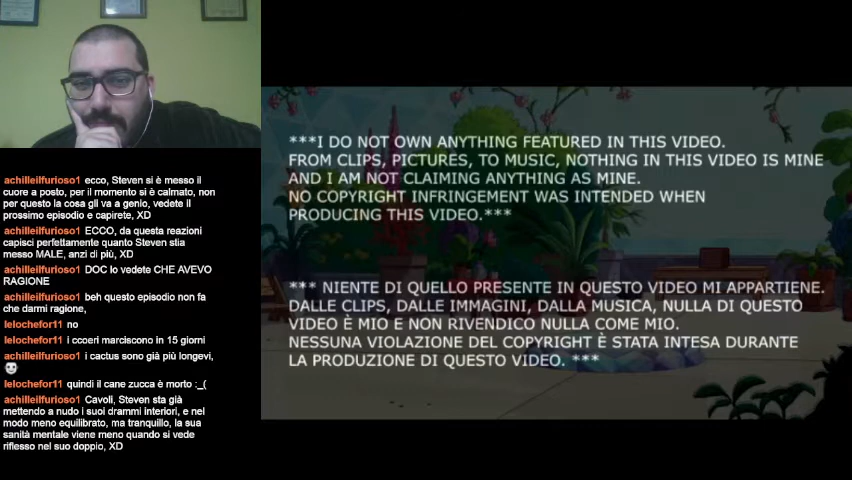 achilleilfurioso1 ecco, Steven si è messo il
cuore a posto, per il momento si è calmato, non
per questo la cosa gli va a genio, vedete il
prossimo episodio e capirete, XD
achilleilfurioso1 ECCO, da questa reazioni
capisci perfettamente quanto Steven stia
messo MALE, anzi di più, XD
achilleilfurioso1 DOC lo vedete CHE AVEVO
RAGIONE
achilleilfurioso1 beh questo episodio non fa
che darmi ragione,
lelochefor11 no
lelochefor11 i ccceri marciscono in 15 giorni
achilleilfurioso1 i cactus sono già più longevi,
lelochefor11 quindi il cane zucca è morto :_(
achilleilfurioso1 Cavoli, Steven sta già
mettendo a nudo i suoi drammi interiori, e nel
modo meno equilibrato, ma tranquillo, la sua
sanità mentale viene meno quando si vede
riflesso nel suo doppio, XD
***I DO NOT OWN ANYTHING FEATURED IN THIS VIDEO.
FROM CLIPS, PICTURES, TO MUSIC, NOTHING IN THIS VIDEO IS MINE
AND I AM NOT CLAIMING ANYTHING AS MINE.
NO COPYRIGHT INFRINGEMENT WAS INTENDED WHEN
PRODUCING THIS VIDEO.***
*** NIENTE DI QUELLO PRESENTE IN QUESTO VIDEO MI APPARTIENE.
DALLE CLIPS, DALLE IMMAGINI, DALLA MUSICA, NULLA DI QUESTO
VIDEO È MIO E NON RIVENDICO NULLA COME MIO.
NESSUNA VIOLAZIONE DEL COPYRIGHT È STATA INTESA DURANTE
LA PRODUZIONE DI QUESTO VIDEO. ***